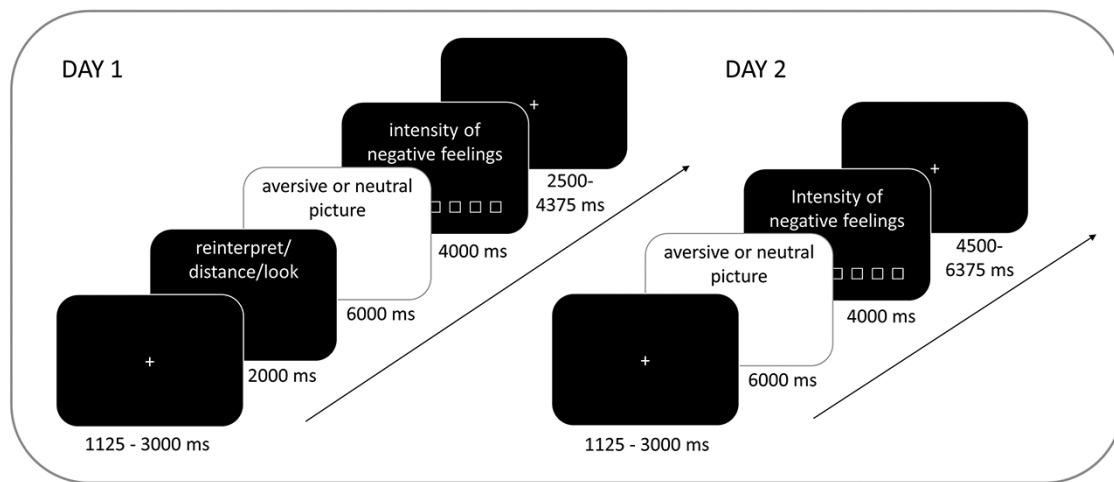 DAY 1
+
1125 - 3000 ms
reinterpret/
distance/look
2000 ms
aversive or neutral
picture
6000 ms
intensity of
negative feelings
□ □ □ □
4000 ms
+
2500-
4375 ms
DAY 2
+
1125 - 3000 ms
aversive or neutral
picture
6000 ms
Intensity of
negative feelings
□ □ □ □
4000 ms
+
4500-
6375 ms